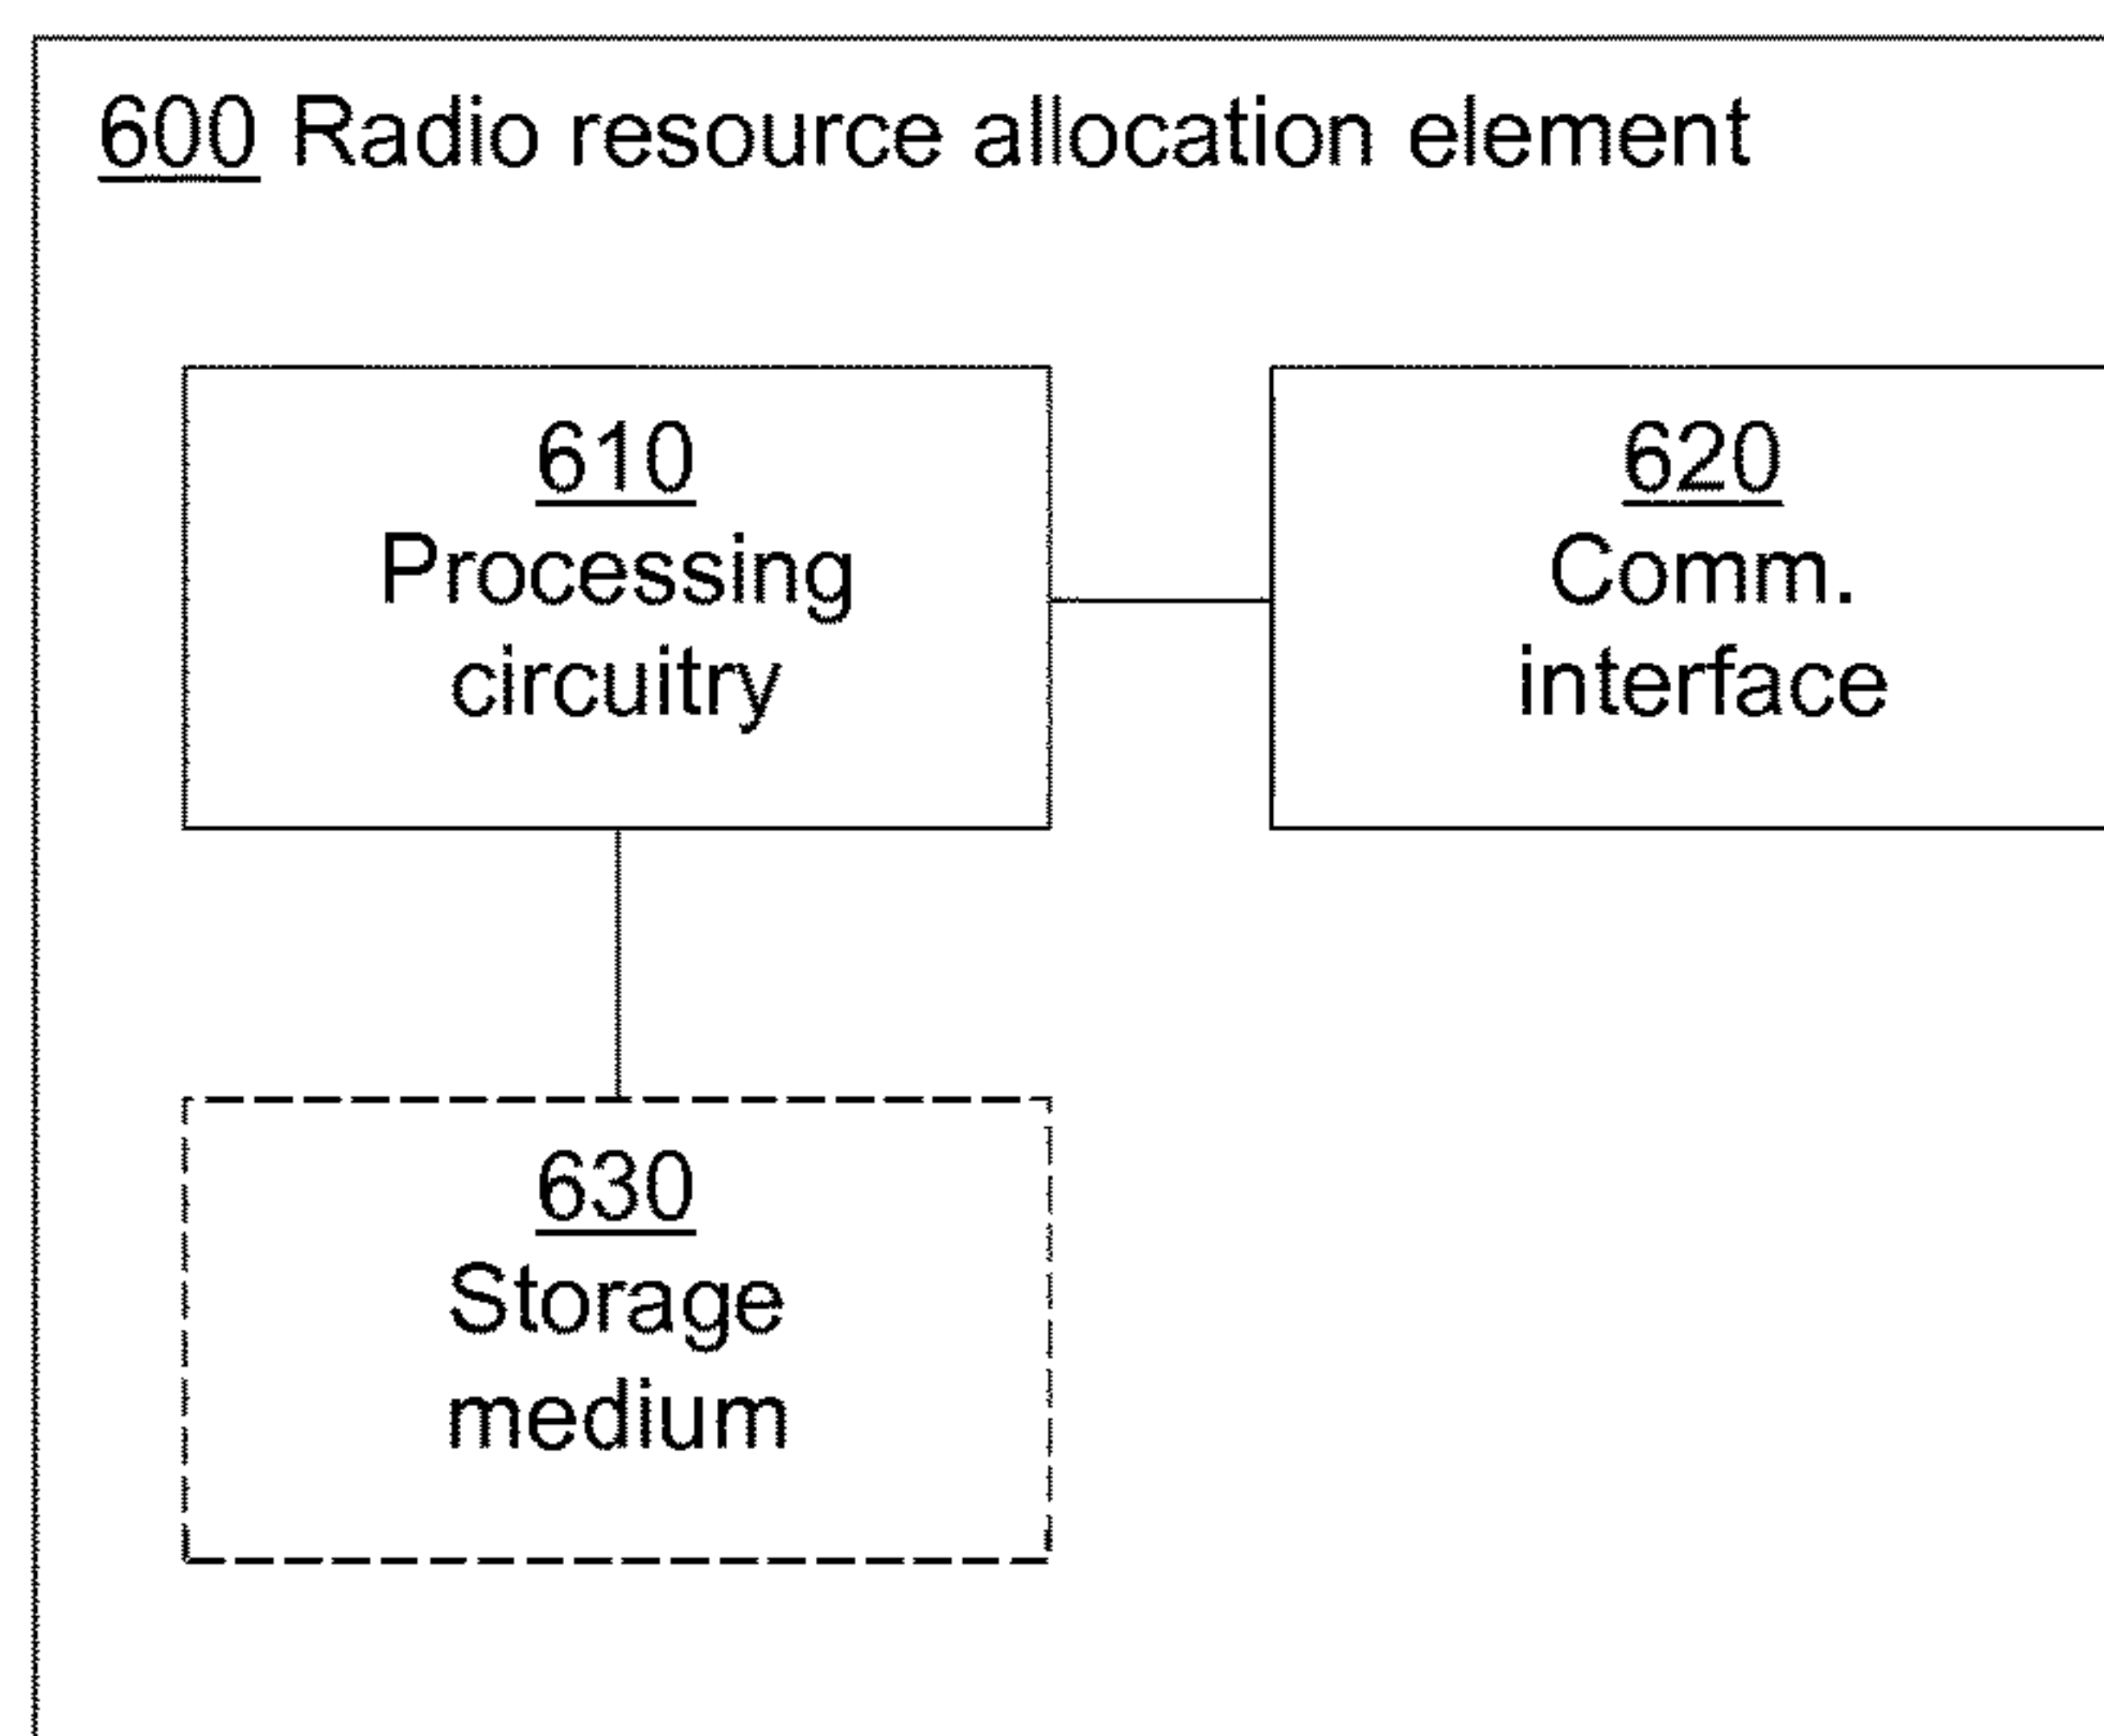 600 Radio resource allocation element
610
Processing
circuitry
620
Comm.
interface
630
Storage
medium